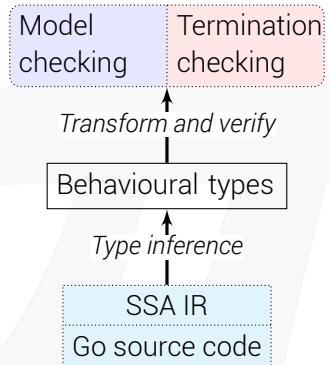 Model
checking
Termination
checking
Transform and verify
Behavioural types
Type inference
SSA IR
Go source code